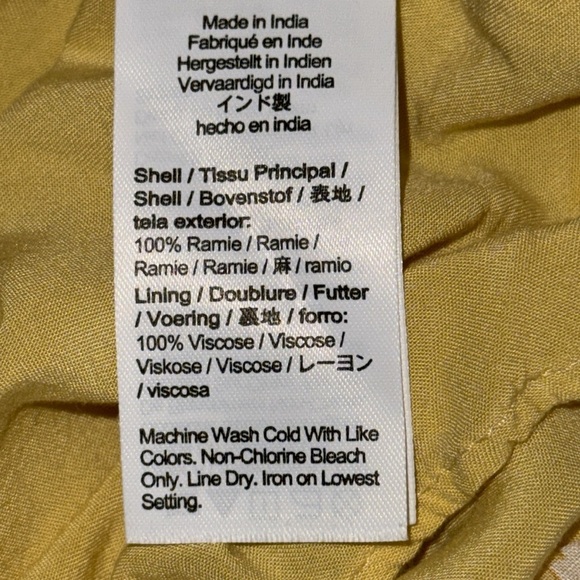 Made in India
Fabriqué en Inde
Hergestellt in Indien
Vervaardigd in India
インド製
hecho en india
Shell / Tissu Principal /
Shell / Bovenstof / 表地 /
tela exterior:
100% Ramie / Ramie /
Ramie / Ramie / 麻 / ramio
Lining / Doublure / Futter
/ Voering / 裏地 / forro:
100% Viscose / Viscose /
Viskose / Viscose / レーヨン
/ viscosa
Machine Wash Cold With Like
Colors. Non-Chlorine Bleach
Only. Line Dry. Iron on Lowest
Setting.